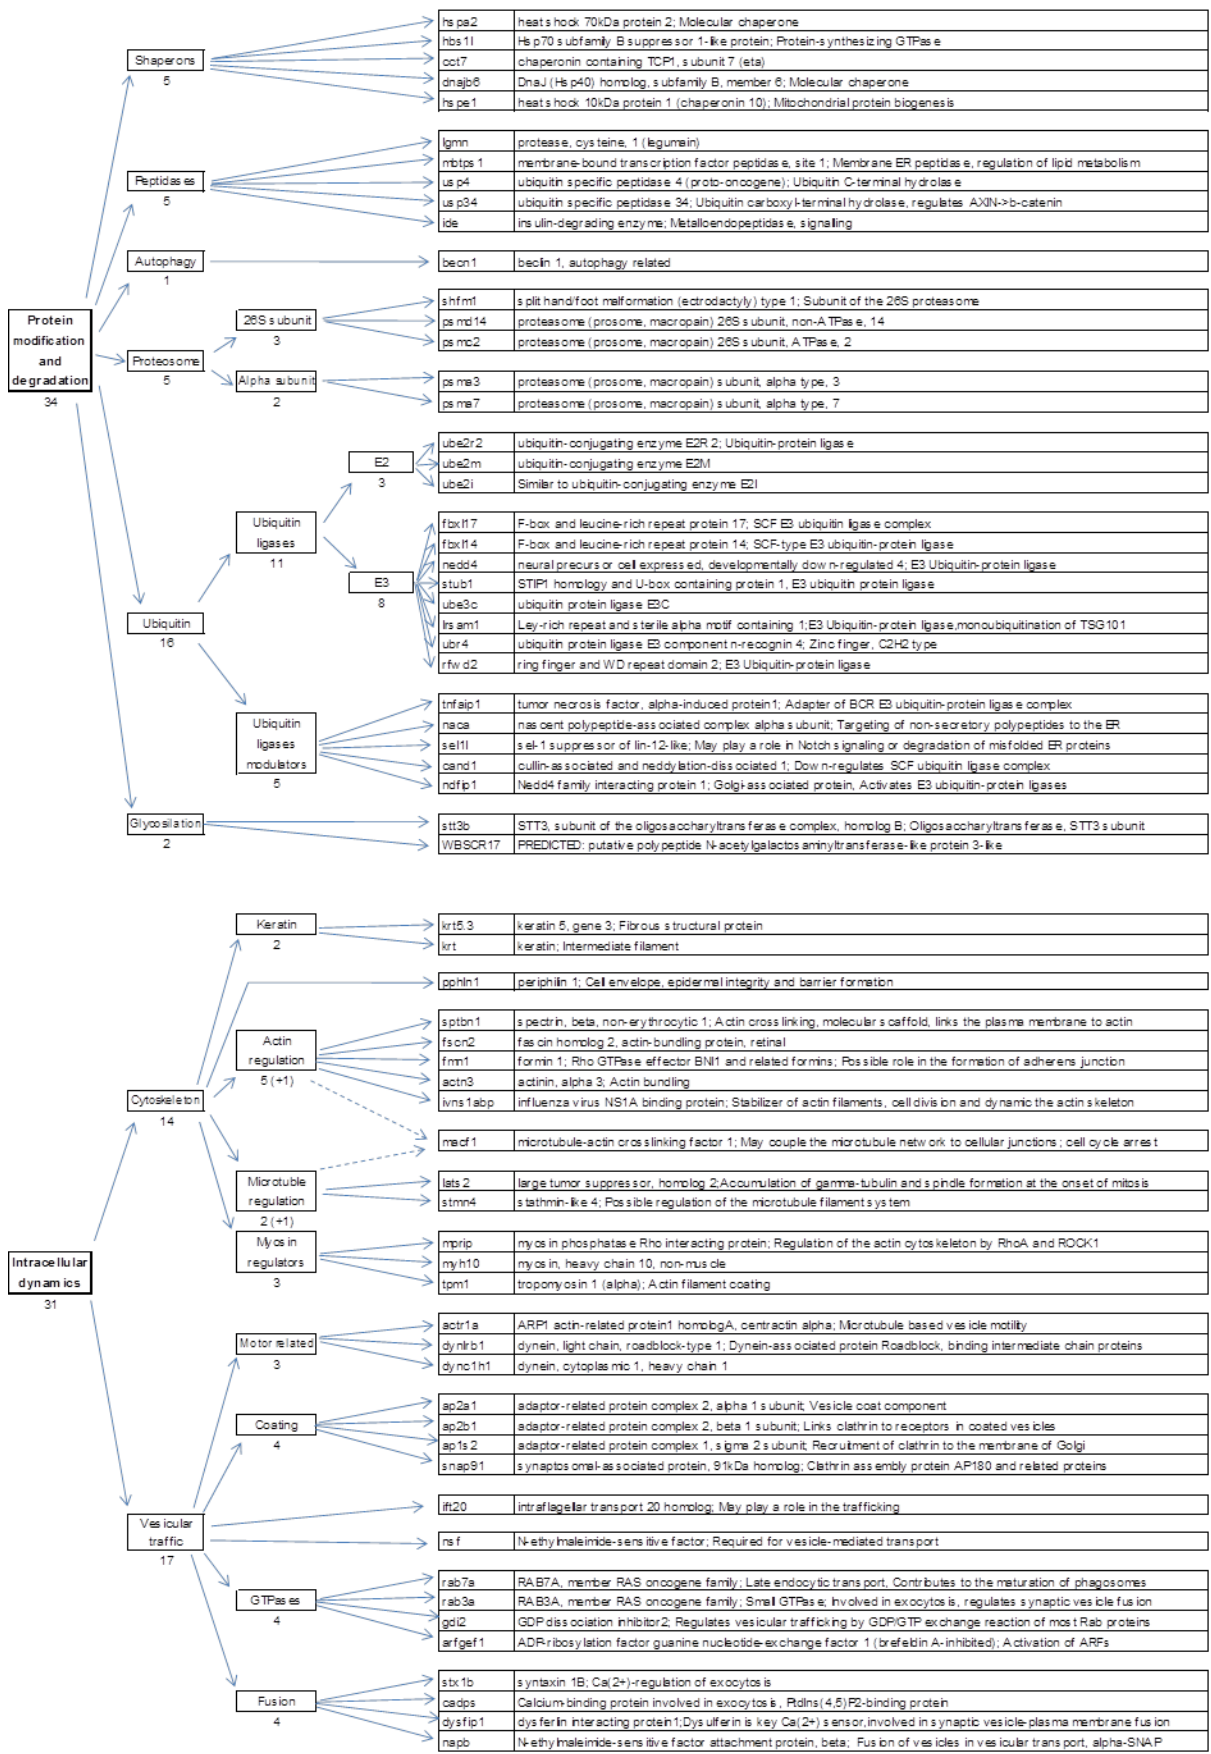 Shaperons
5
hspa2 heat shock 70kDa protein 2; Molecular chaperone
hbs1l Hsp70 subfamily B suppressor 1-like protein; Protein-synthesizing GTPase
cct7 chaperonin containing TCP1, subunit 7 (eta)
dnajb6 DnaJ (Hsp40) homolog, subfamily B, member 6; Molecular chaperone
hspe1 heat shock 10kDa protein 1 (chaperonin 10); Mitochondrial protein biogenesis
Peptidases
5
lgmn protease, cysteine, 1 (legumain)
mbtps1 membrane-bound transcription factor peptidase, site 1; Membrane ER peptidase, regulation of lipid metabolism
usp4 ubiquitin specific peptidase 4 (proto-oncogene); Ubiquitin C-terminal hydrolase
usp34 ubiquitin specific peptidase 34; Ubiquitin carboxyl-terminal hydrolase, regulates AXIN->b-catenin
ide insulin-degrading enzyme; Metalloendopeptidase, signalling
Autophagy
1
becn1 beclin 1, autophagy related
Protein
modification
and
degradation
34
Proteosome
5
26S subunit
3
shfm1 split hand/foot malformation (ectrodactyly) type 1; Subunit of the 26S proteasome
psmd14 proteasome (prosome, macropain) 26S subunit, non-ATPase, 14
psmc2 proteasome (prosome, macropain) 26S subunit, ATPase, 2
Alpha subunit
2
psma3 proteasome (prosome, macropain) subunit, alpha type, 3
psma7 proteasome (prosome, macropain) subunit, alpha type, 7
Ubiquitin
16
Ubiquitin
ligases
11
E2
3
ube2r2 ubiquitin-conjugating enzyme E2R 2; Ubiquitin-protein ligase
ube2m ubiquitin-conjugating enzyme E2M
ube2i Similar to ubiquitin-conjugating enzyme E2I
E3
8
fbxl17 F-box and leucine-rich repeat protein 17; SCF E3 ubiquitin ligase complex
fbxl14 F-box and leucine-rich repeat protein 14; SCF-type E3 ubiquitin-protein ligase
nedd4 neural precursor cell expressed, developmentally down-regulated 4; E3 Ubiquitin-protein ligase
stub1 STIP1 homology and U-box containing protein 1, E3 ubiquitin protein ligase
ube3c ubiquitin protein ligase E3C
lrsam1 Ley-rich repeat and sterile alpha motif containing 1;E3 Ubiquitin-protein ligase,monoubiquitination of TSG101
ubr4 ubiquitin protein ligase E3 component n-recognin 4; Zinc finger, C2H2 type
rfwd2 ring finger and WD repeat domain 2; E3 Ubiquitin-protein ligase
Ubiquitin
ligases
modulators
5
tnfaip1 tumor necrosis factor, alpha-induced protein1; Adapter of BCR E3 ubiquitin-protein ligase complex
naca nascent polypeptide-associated complex alpha subunit; Targeting of non-secretory polypeptides to the ER
sel1l sel-1 suppressor of lin-12-like; May play a role in Notch signaling or degradation of misfolded ER proteins
cand1 cullin-associated and neddylation-dissociated 1; Down-regulates SCF ubiquitin ligase complex
ndfip1 Nedd4 family interacting protein 1; Golgi-associated protein, Activates E3 ubiquitin-protein ligases
Glycosilation
2
stt3b STT3, subunit of the oligosaccharyltransferase complex, homolog B; Oligosaccharyltransferase, STT3 subunit
WBSCR17 PREDICTED: putative polypeptide N-acetylgalactosaminyltransferase-like protein 3-like
Intracellular
dynamics
31
Cytoskeleton
14
Keratin
2
krt5.3 keratin 5, gene 3; Fibrous structural protein
krt keratin; Intermediate filament
pphln1 periphilin 1; Cell envelope, epidermal integrity and barrier formation
Actin
regulation
5 (+1)
sptbn1 spectrin, beta, non-erythrocytic 1; Actin cross linking, molecular scaffold, links the plasma membrane to actin
fscn2 fascin homolog 2, actin-bundling protein, retinal
fmn1 formin 1; Rho GTPase effector BNI1 and related formins; Possible role in the formation of adherens junction
actn3 actinin, alpha 3; Actin bundling
ivns1abp influenza virus NS1A binding protein; Stabilizer of actin filaments, cell division and dynamic the actin skeleton
macf1 microtubule-actin crosslinking factor 1; May couple the microtubule network to cellular junctions; cell cycle arrest
Microtuble
regulation
2 (+1)
lats2 large tumor suppressor, homolog 2;Accumulation of gamma-tubulin and spindle formation at the onset of mitosis
stmn4 stathmin-like 4; Possible regulation of the microtubule filament system
Myosin
regulators
3
mprip myosin phosphatase Rho interacting protein; Regulation of the actin cytoskeleton by RhoA and ROCK1
myh10 myosin, heavy chain 10, non-muscle
tpm1 tropomyosin 1 (alpha); Actin filament coating
Vesicular
traffic
17
Motor related
3
actr1a ARP1 actin-related protein1 homologA, centractin alpha; Microtubule based vesicle motility
dynlrb1 dynein, light chain, roadblock-type 1; Dynein-associated protein Roadblock, binding intermediate chain proteins
dync1h1 dynein, cytoplasmic 1, heavy chain 1
Coating
4
ap2a1 adaptor-related protein complex 2, alpha 1 subunit; Vesicle coat component
ap2b1 adaptor-related protein complex 2, beta 1 subunit; Links clathrin to receptors in coated vesicles
ap1s2 adaptor-related protein complex 1, sigma 2 subunit; Recruitment of clathrin to the membrane of Golgi
snap91 synaptosomal-associated protein, 91kDa homolog; Clathrin assembly protein AP180 and related proteins
ift20 intraflagellar transport 20 homolog; May play a role in the trafficking
nsf N-ethylmaleimide-sensitive factor; Required for vesicle-mediated transport
GTPases
4
rab7a RAB7A, member RAS oncogene family; Late endocytic transport, Contributes to the maturation of phagosomes
rab3a RAB3A, member RAS oncogene family; Small GTPase; Involved in exocytosis, regulates synaptic vesicle fusion
gdi2 GDP dissociation inhibitor2; Regulates vesicular trafficking by GDP/GTP exchange reaction of most Rab proteins
arfgef1 ADP-ribosylation factor guanine nucleotide-exchange factor 1 (brefeldin A-inhibited); Activation of ARFs
Fusion
4
stx1b syntaxin 1B; Ca(2+)-regulation of exocytosis
cadps Calcium-binding protein involved in exocytosis, PtdIns(4,5)P2-binding protein
dysfip1 dysferlin interacting protein1;Dysulferin is key Ca(2+) sensor,involved in synaptic vesicle-plasma membrane fusion
napb N-ethylmaleimide-sensitive factor attachment protein, beta; Fusion of vesicles in vesicular transport, alpha-SNAP